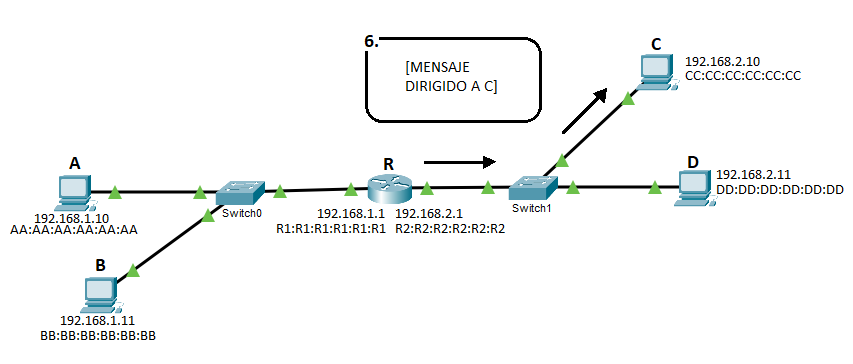 6.
[MENSAJE
DIRIGIDO A C]
C
192.168.2.10
CC:CC:CC:CC:CC:CC
A
192.168.1.10
AA:AA:AA:AA:AA:AA
Switch0
R
192.168.1.1
R1:R1:R1:R1:R1:R1
192.168.2.1
R2:R2:R2:R2:R2:R2
Switch1
D
192.168.2.11
DD:DD:DD:DD:DD:DD
B
192.168.1.11
BB:BB:BB:BB:BB:BB